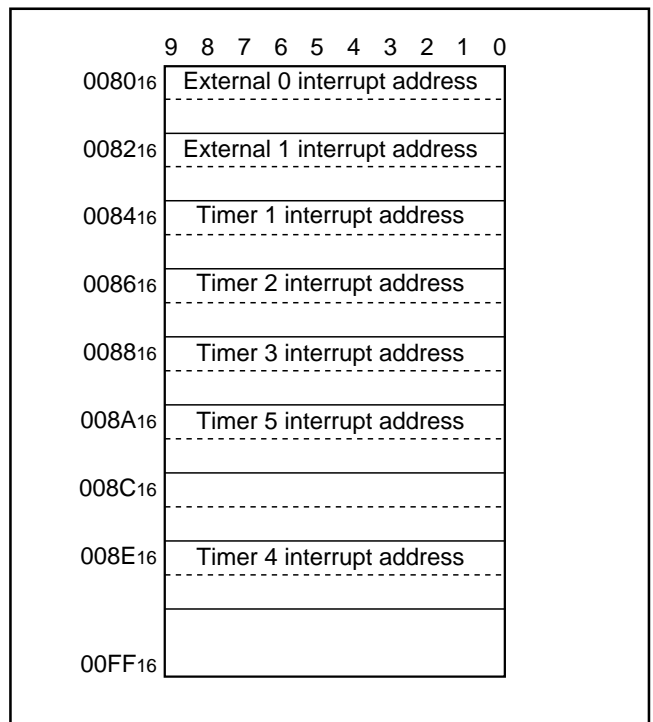 9 8 7 6 5 4 3 2 1 0
008016 External 0 interrupt address
008216 External 1 interrupt address
008416 Timer 1 interrupt address
008616 Timer 2 interrupt address
008816 Timer 3 interrupt address
008A16 Timer 5 interrupt address
008C16
008E16 Timer 4 interrupt address
00FF16